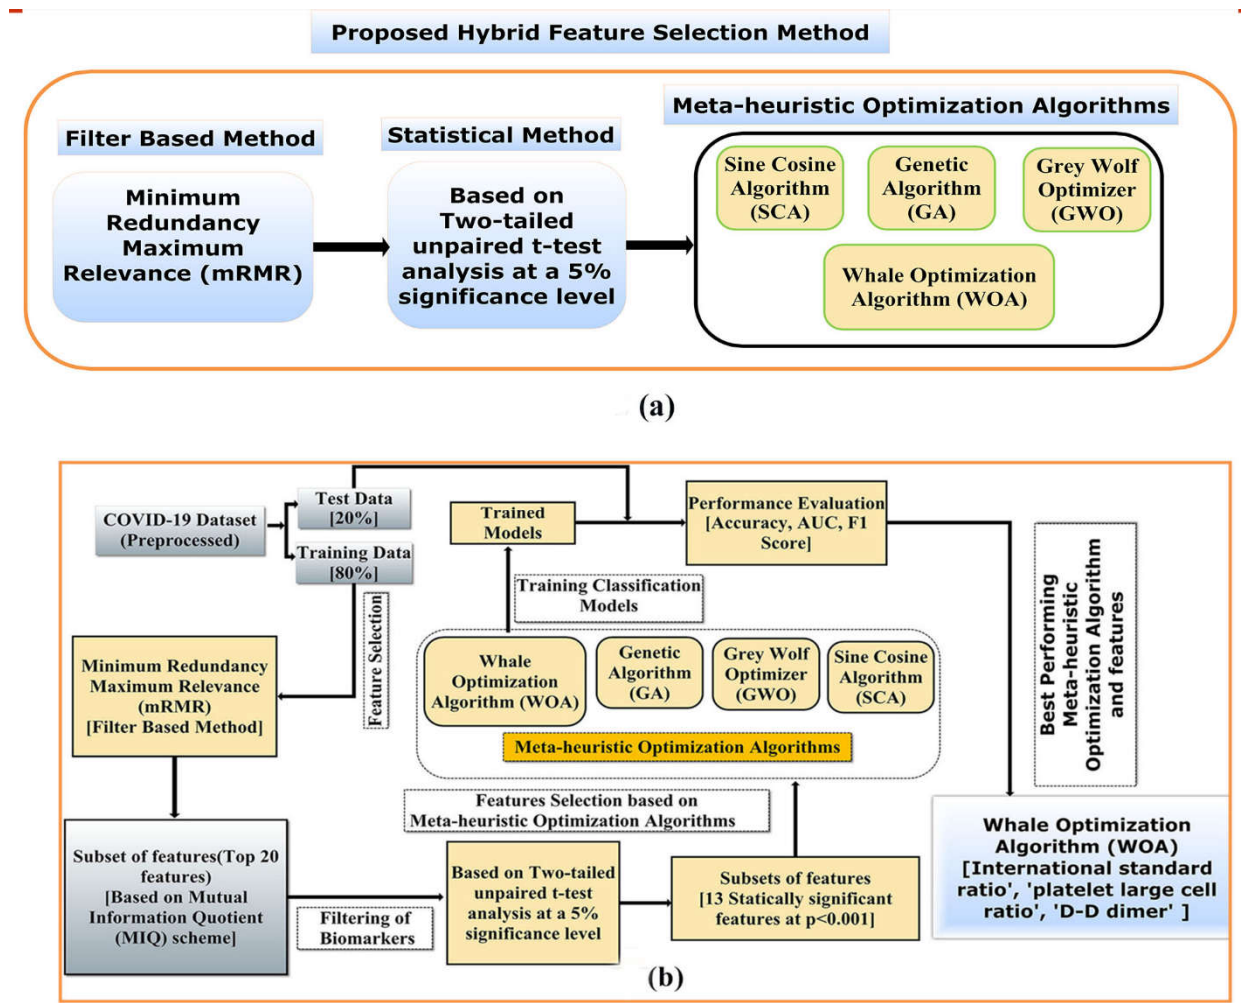 Proposed Hybrid Feature Selection Method
Filter Based Method
Minimum
Redundancy
Maximum
Relevance (mRMR)
Statistical Method
Based on
Two-tailed
unpaired t-test
analysis at a 5%
significance level
Meta-heuristic Optimization Algorithms
Sine Cosine
Algorithm
(SCA)
Genetic
Algorithm
(GA)
Grey Wolf
Optimizer
(GWO)
Whale Optimization
Algorithm (WOA)
(a)
COVID-19 Dataset
(Preprocessed)
Test Data
[20%]
Training Data
[80%]
Feature Selection
Minimum Redundancy
Maximum Relevance
(mRMR)
[Filter Based Method]
Subset of features(Top 20
features)
[Based on Mutual
Information Quotient
(MIQ) scheme]
Filtering of
Biomarkers
Based on Two-tailed
unpaired t-test
analysis at a 5%
significance level
Subsets of features
[13 Statically significant
features at p<0.001]
Features Selection based on
Meta-heuristic Optimization Algorithms
Whale
Optimization
Algorithm (WOA)
Genetic
Algorithm
(GA)
Grey Wolf
Optimizer
(GWO)
Sine Cosine
Algorithm
(SCA)
Meta-heuristic Optimization Algorithms
Training Classification
Models
Trained
Models
Performance Evaluation
[Accuracy, AUC, F1
Score]
Best Performing
Meta-heuristic
Optimization Algorithm
and features
Whale Optimization
Algorithm (WOA)
[International standard
ratio', 'platelet large cell
ratio', 'D-D dimer' ]
(b)